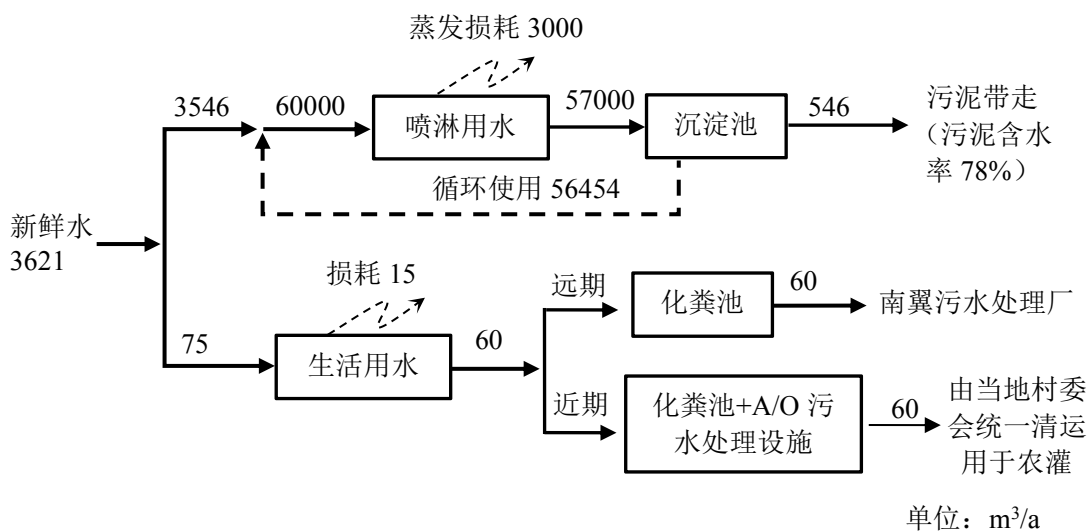 蒸发损耗 3000
3546
60000
喷淋用水
57000
沉淀池
546
污泥带走
（污泥含水
率 78%）
循环使用 56454
新鲜水
3621
损耗 15
75
生活用水
60
远期
化粪池
60
南翼污水处理厂
近期
化粪池+A/O 污
水处理设施
60
由当地村委
会统一清运
用于农灌
单位：m³/a